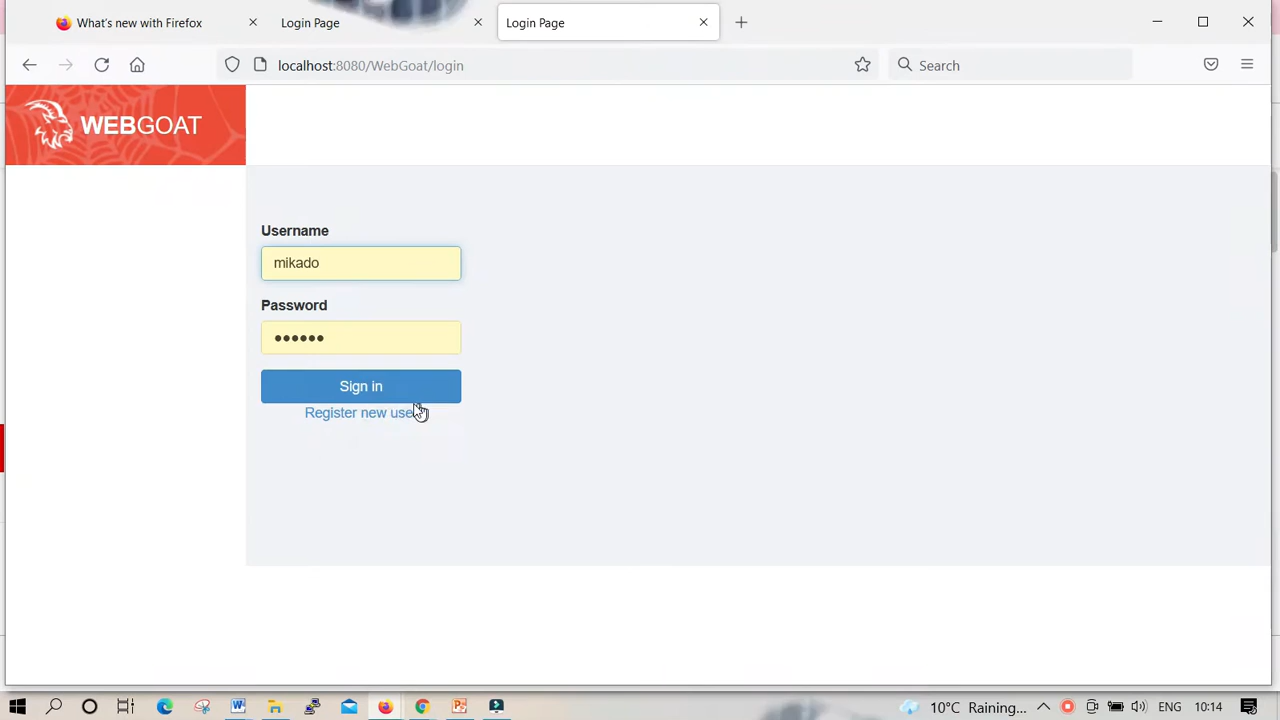 What's new with Firefox
Login Page
Login Page
localhost:8080/WebGoat/login
Search
WEBGOAT
Username
mikado
Password
••••••
Sign in
Register new use
10°C Raining...
ENG
10:14